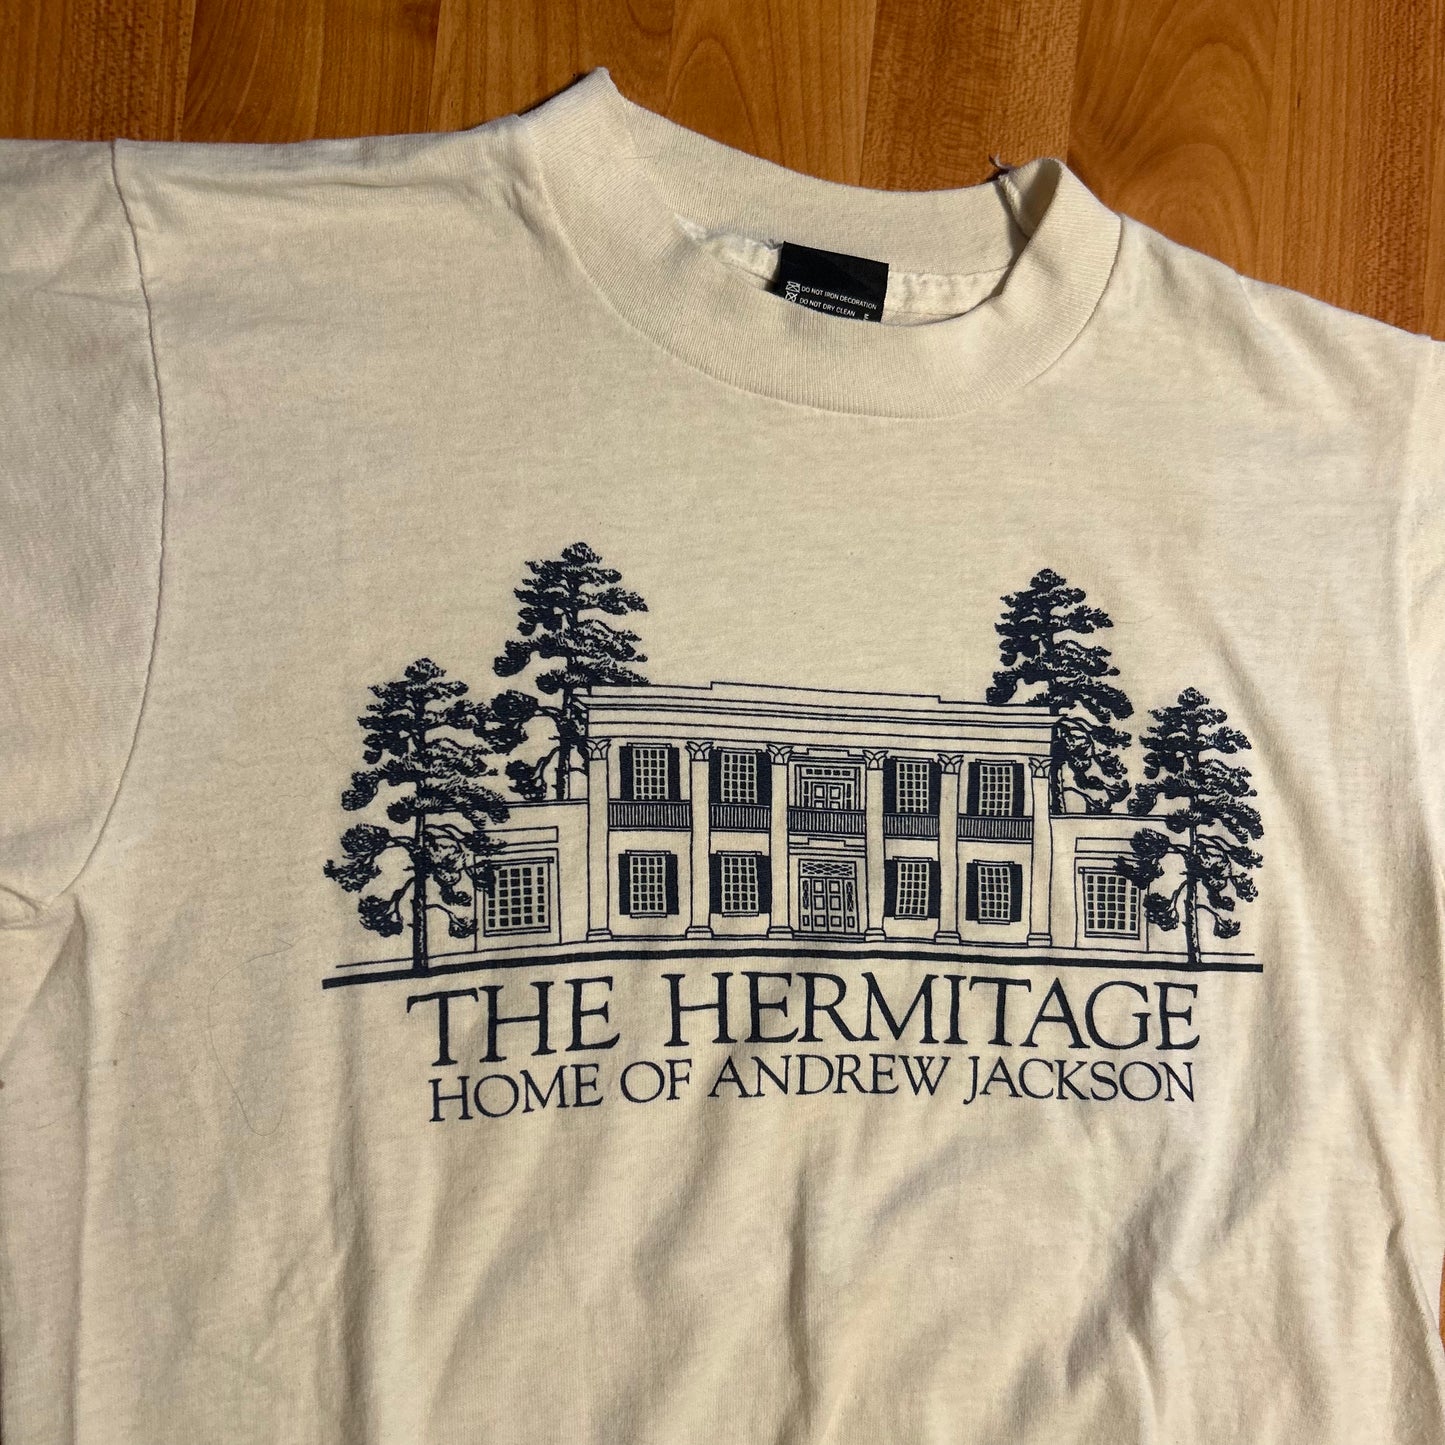 DO NOT IRON DECORATION
DO NOT DRY CLEAN
THE HERMITAGE
HOME OF ANDREW JACKSON